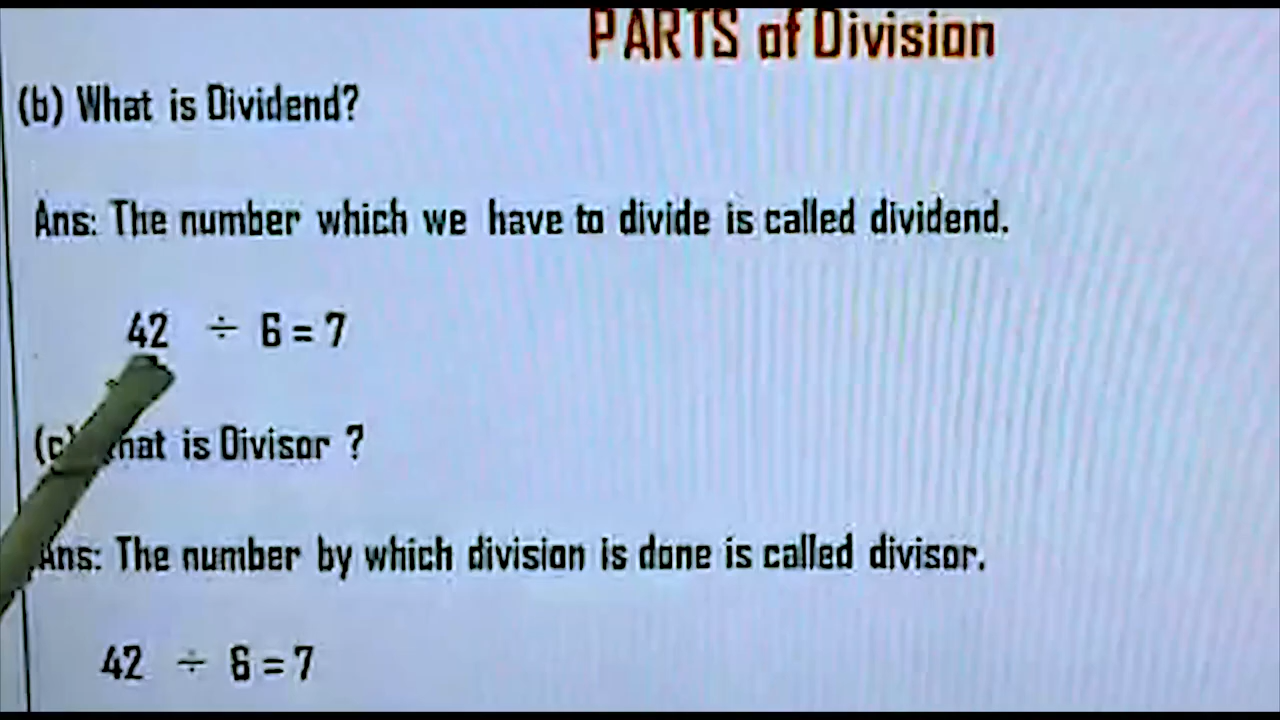 PARTS of Division
(b) What is Dividend?
Ans: The number which we have to divide is called dividend.
42 ÷ 6 = 7
(c) What is Divisor ?
Ans: The number by which division is done is called divisor.
42 ÷ 6 = 7